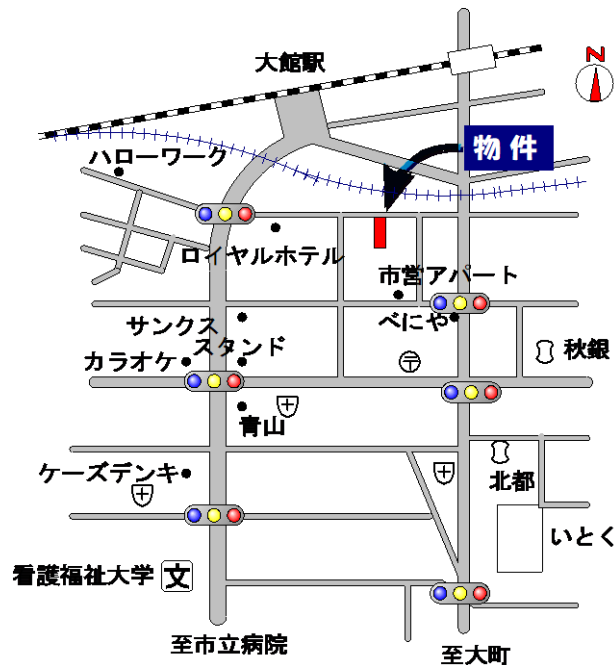 大館駅
N
物件
ハローワーク
ロイヤルホテル
市営アパート
サンクス
べにや
スタンド
カラオケ
秋銀
〒
青山
ケーズデンキ
北都
いとく
看護福祉大学
文
至市立病院
至大町